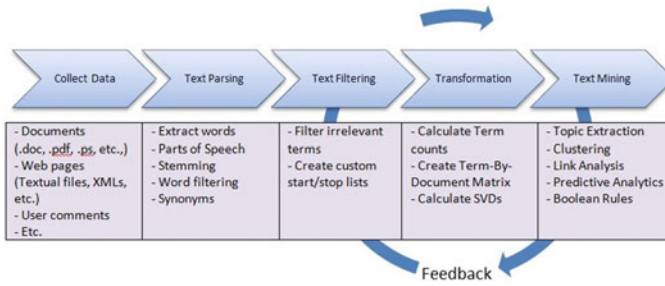 Collect Data
Text Parsing
Text Filtering
Transformation
Text Mining
- Documents
(.doc, .pdf, .ps, etc.,)
- Web pages
(Textual files, XMLs,
etc.)
- User comments
- Etc.
- Extract words
- Parts of Speech
- Stemming
- Word filtering
- Synonyms
- Filter irrelevant
terms
- Create custom
start/stop lists
- Calculate Term
counts
- Create Term-By-
Document Matrix
- Calculate SVDs
- Topic Extraction
- Clustering
- Link Analysis
- Predictive Analytics
- Boolean Rules
Feedback